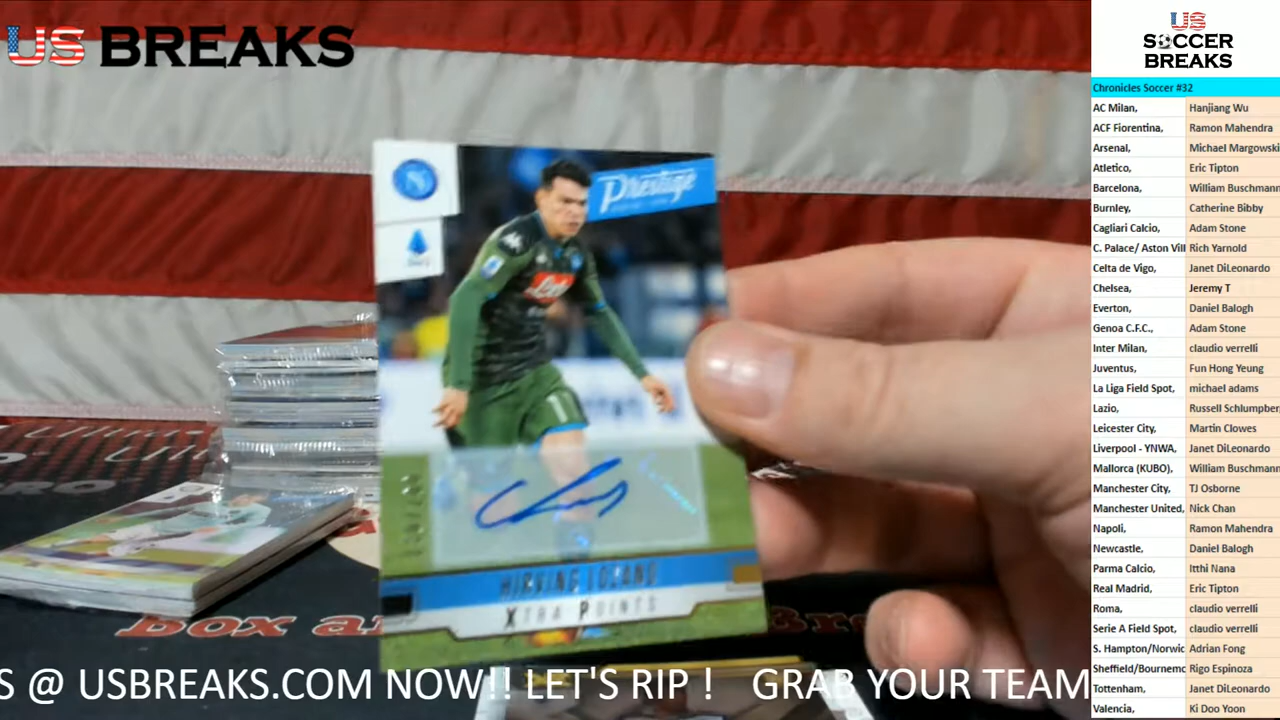 US BREAKS
US
SOCCER
BREAKS
Chronicles Soccer #32
AC Milan, Hanjiang Wu
ACF Fiorentina, Ramon Mahendra
Arsenal, Michael Margowski
Atletico, Eric Tipton
Barcelona, William Buschmann
Burnley, Catherine Bibby
Cagliari Calcio, Adam Stone
C. Palace/ Aston Vill Rich Yarnold
Celta de Vigo, Janet DiLeonardo
Chelsea, Jeremy T
Everton, Daniel Balogh
Genoa C.F.C., Adam Stone
Inter Milan, claudio verrelli
Juventus, Fun Hong Yeung
La Liga Field Spot, michael adams
Lazio, Russell Schlumper
Leicester City, Martin Clowes
Liverpool - YNWA, Janet DiLeonardo
Mallorca (KUBO), William Buschmann
Manchester City, TJ Osborne
Manchester United, Nick Chan
Napoli, Ramon Mahendra
Newcastle, Daniel Balogh
Parma Calcio, Itthi Nana
Real Madrid, Eric Tipton
Roma, claudio verrelli
Serie A Field Spot, claudio verrelli
S. Hampton/Norwic Adrian Fong
Sheffield/Bournemo Rigo Espinoza
Tottenham, Janet DiLeonardo
Valencia, Ki Doo Yoon
Prestige
N
11
HIRVING LOZANO
XTRA POINTS
Box
S @ USBREAKS.COM NOW!! LET'S RIP ! GRAB YOUR TEAM